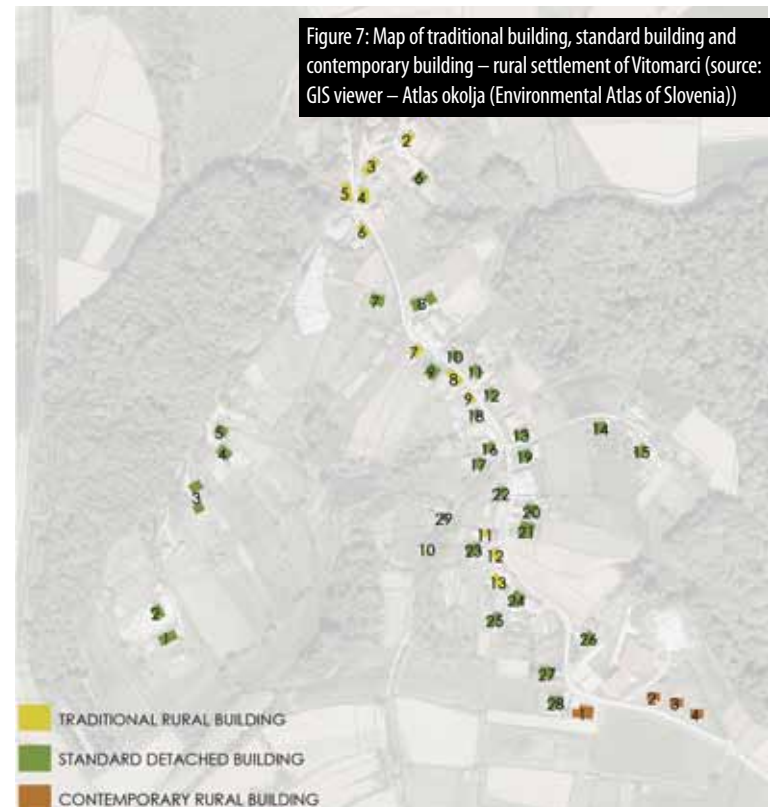 Figure 7: Map of traditional building, standard building and
contemporary building – rural settlement of Vitomarci (source:
GIS viewer – Atlas okolja (Environmental Atlas of Slovenia))
2
3
6
5 4
6
7 8
7 10
9 8 11
9 12
18
13 14
16 19 15
17
5
4
3
22
20
29 21
11
10 23 12
13
24
2 25
1 26
27
28 1 2 3 4
TRADITIONAL RURAL BUILDING
STANDARD DETACHED BUILDING
CONTEMPORARY RURAL BUILDING